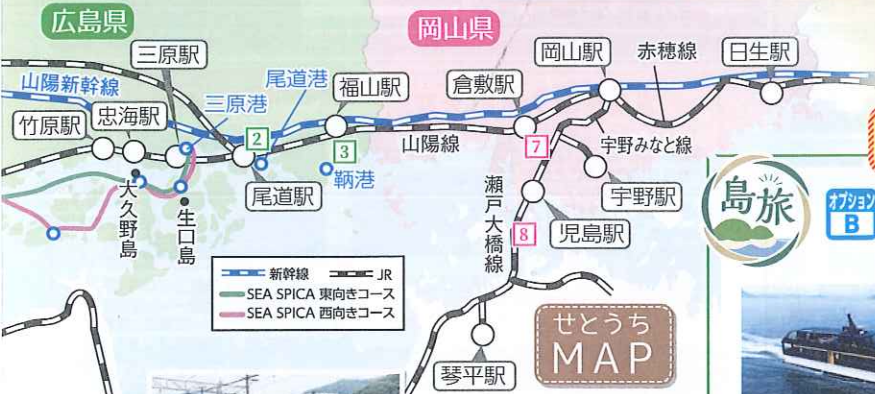 広島県
岡山県
三原駅
岡山駅
赤穂線
日生駅
山陽新幹線
三原港
尾道港
福山駅
倉敷駅
竹原駅
忠海駅
2
3
山陽線
7
宇野みなと線
鞆港
尾道駅
宇野駅
大久野島
生口島
瀬戸大橋線
児島駅
8
島旅
オプション
B
新幹線
JR
SEA SPICA 東向きコース
SEA SPICA 西向きコース
せとうち
MAP
琴平駅